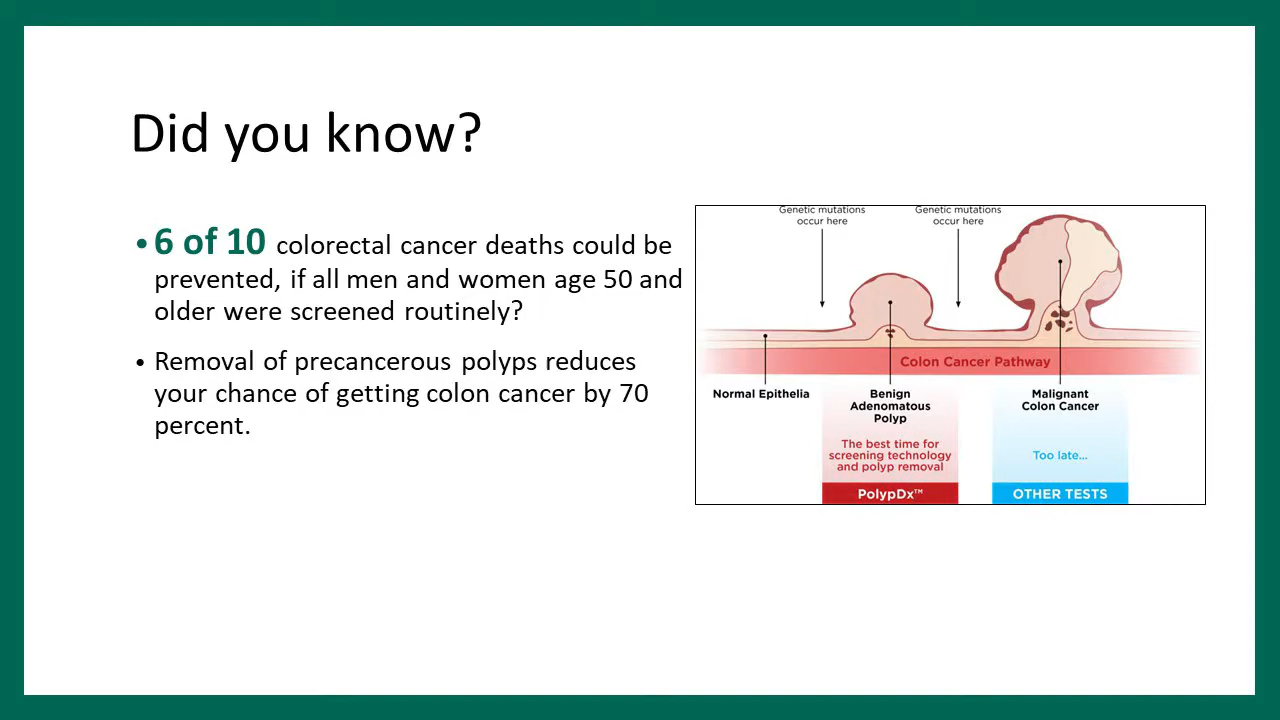 Did you know?
• 6 of 10 colorectal cancer deaths could be
prevented, if all men and women age 50 and
older were screened routinely?
• Removal of precancerous polyps reduces
your chance of getting colon cancer by 70
percent.
Genetic mutations
occur here
Genetic mutations
occur here
Colon Cancer Pathway
Normal Epithelia
Benign
Adenomatous
Polyp
Malignant
Colon Cancer
The best time for
screening technology
and polyp removal
Too late...
PolypDx™
OTHER TESTS